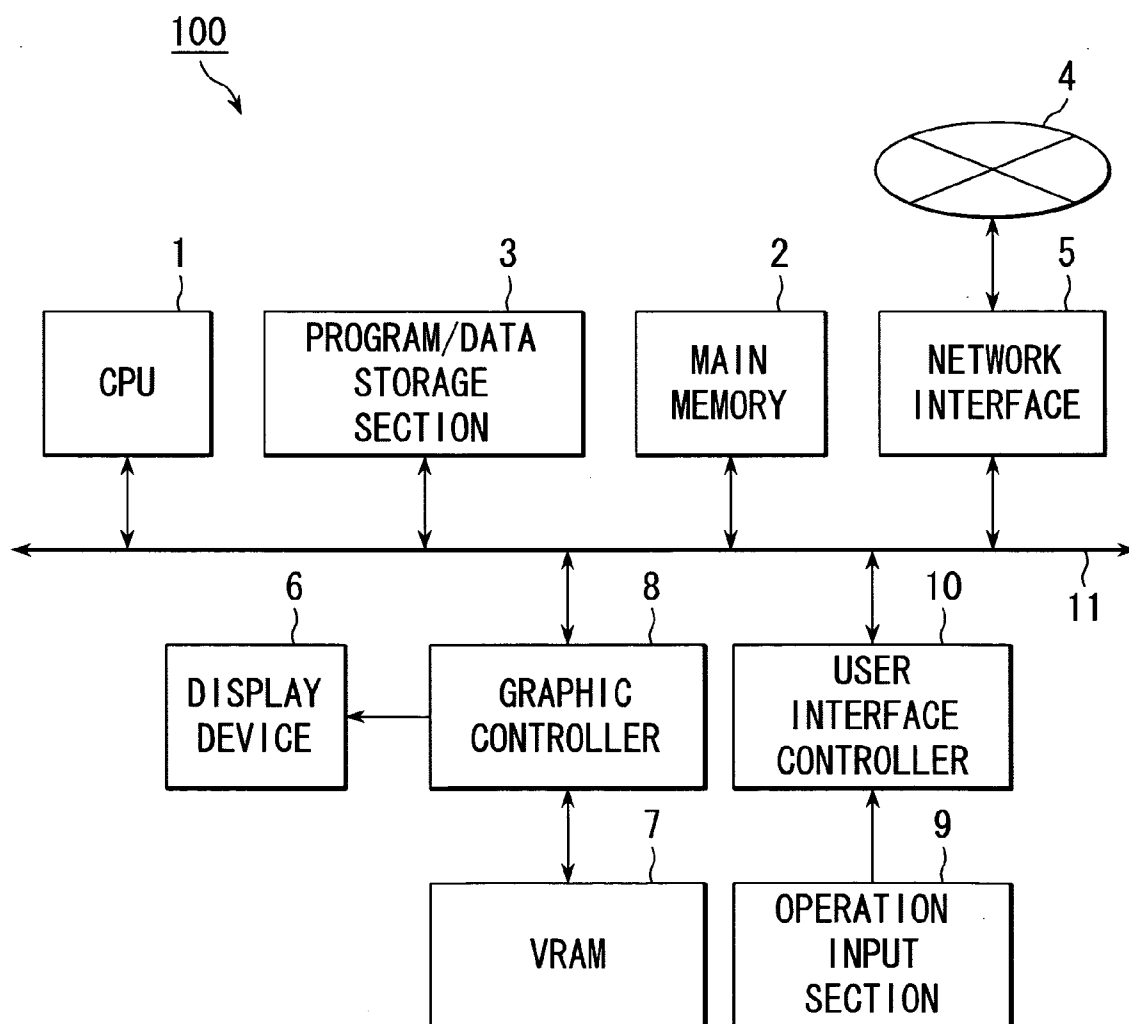 100
4
1
3
2
5
CPU
PROGRAM/DATA
STORAGE
SECTION
MAIN
MEMORY
NETWORK
INTERFACE
11
6
8
10
DISPLAY
DEVICE
GRAPHIC
CONTROLLER
USER
INTERFACE
CONTROLLER
7
9
VRAM
OPERATION
INPUT
SECTION